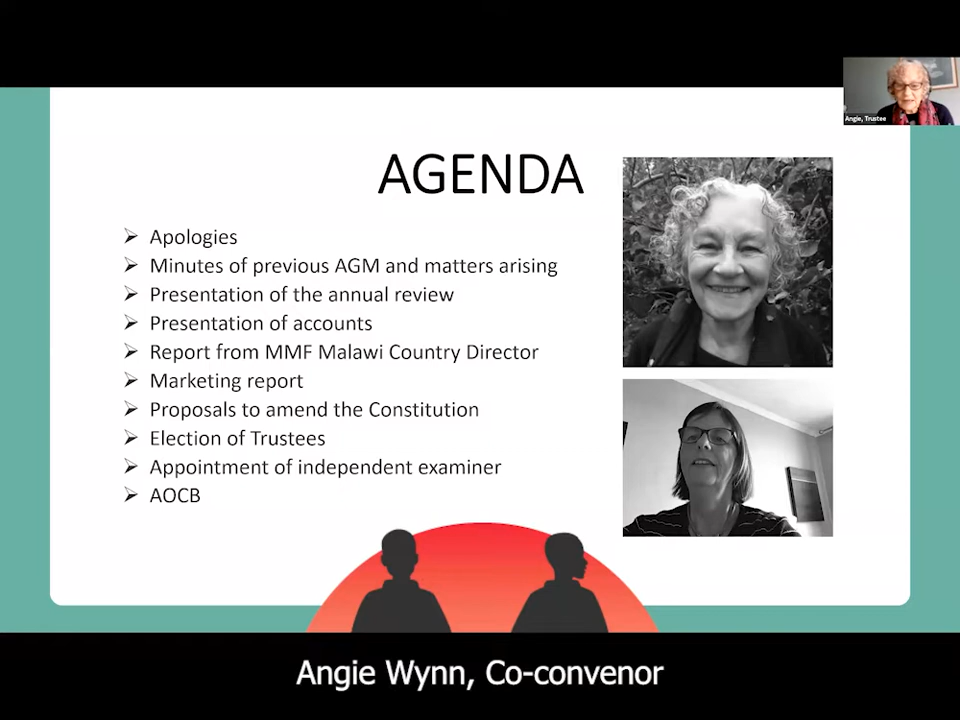 Angie, Trustee
AGENDA
➢ Apologies
➢ Minutes of previous AGM and matters arising
➢ Presentation of the annual review
➢ Presentation of accounts
➢ Report from MMF Malawi Country Director
➢ Marketing report
➢ Proposals to amend the Constitution
➢ Election of Trustees
➢ Appointment of independent examiner
➢ AOCB
Angie Wynn, Co-convenor